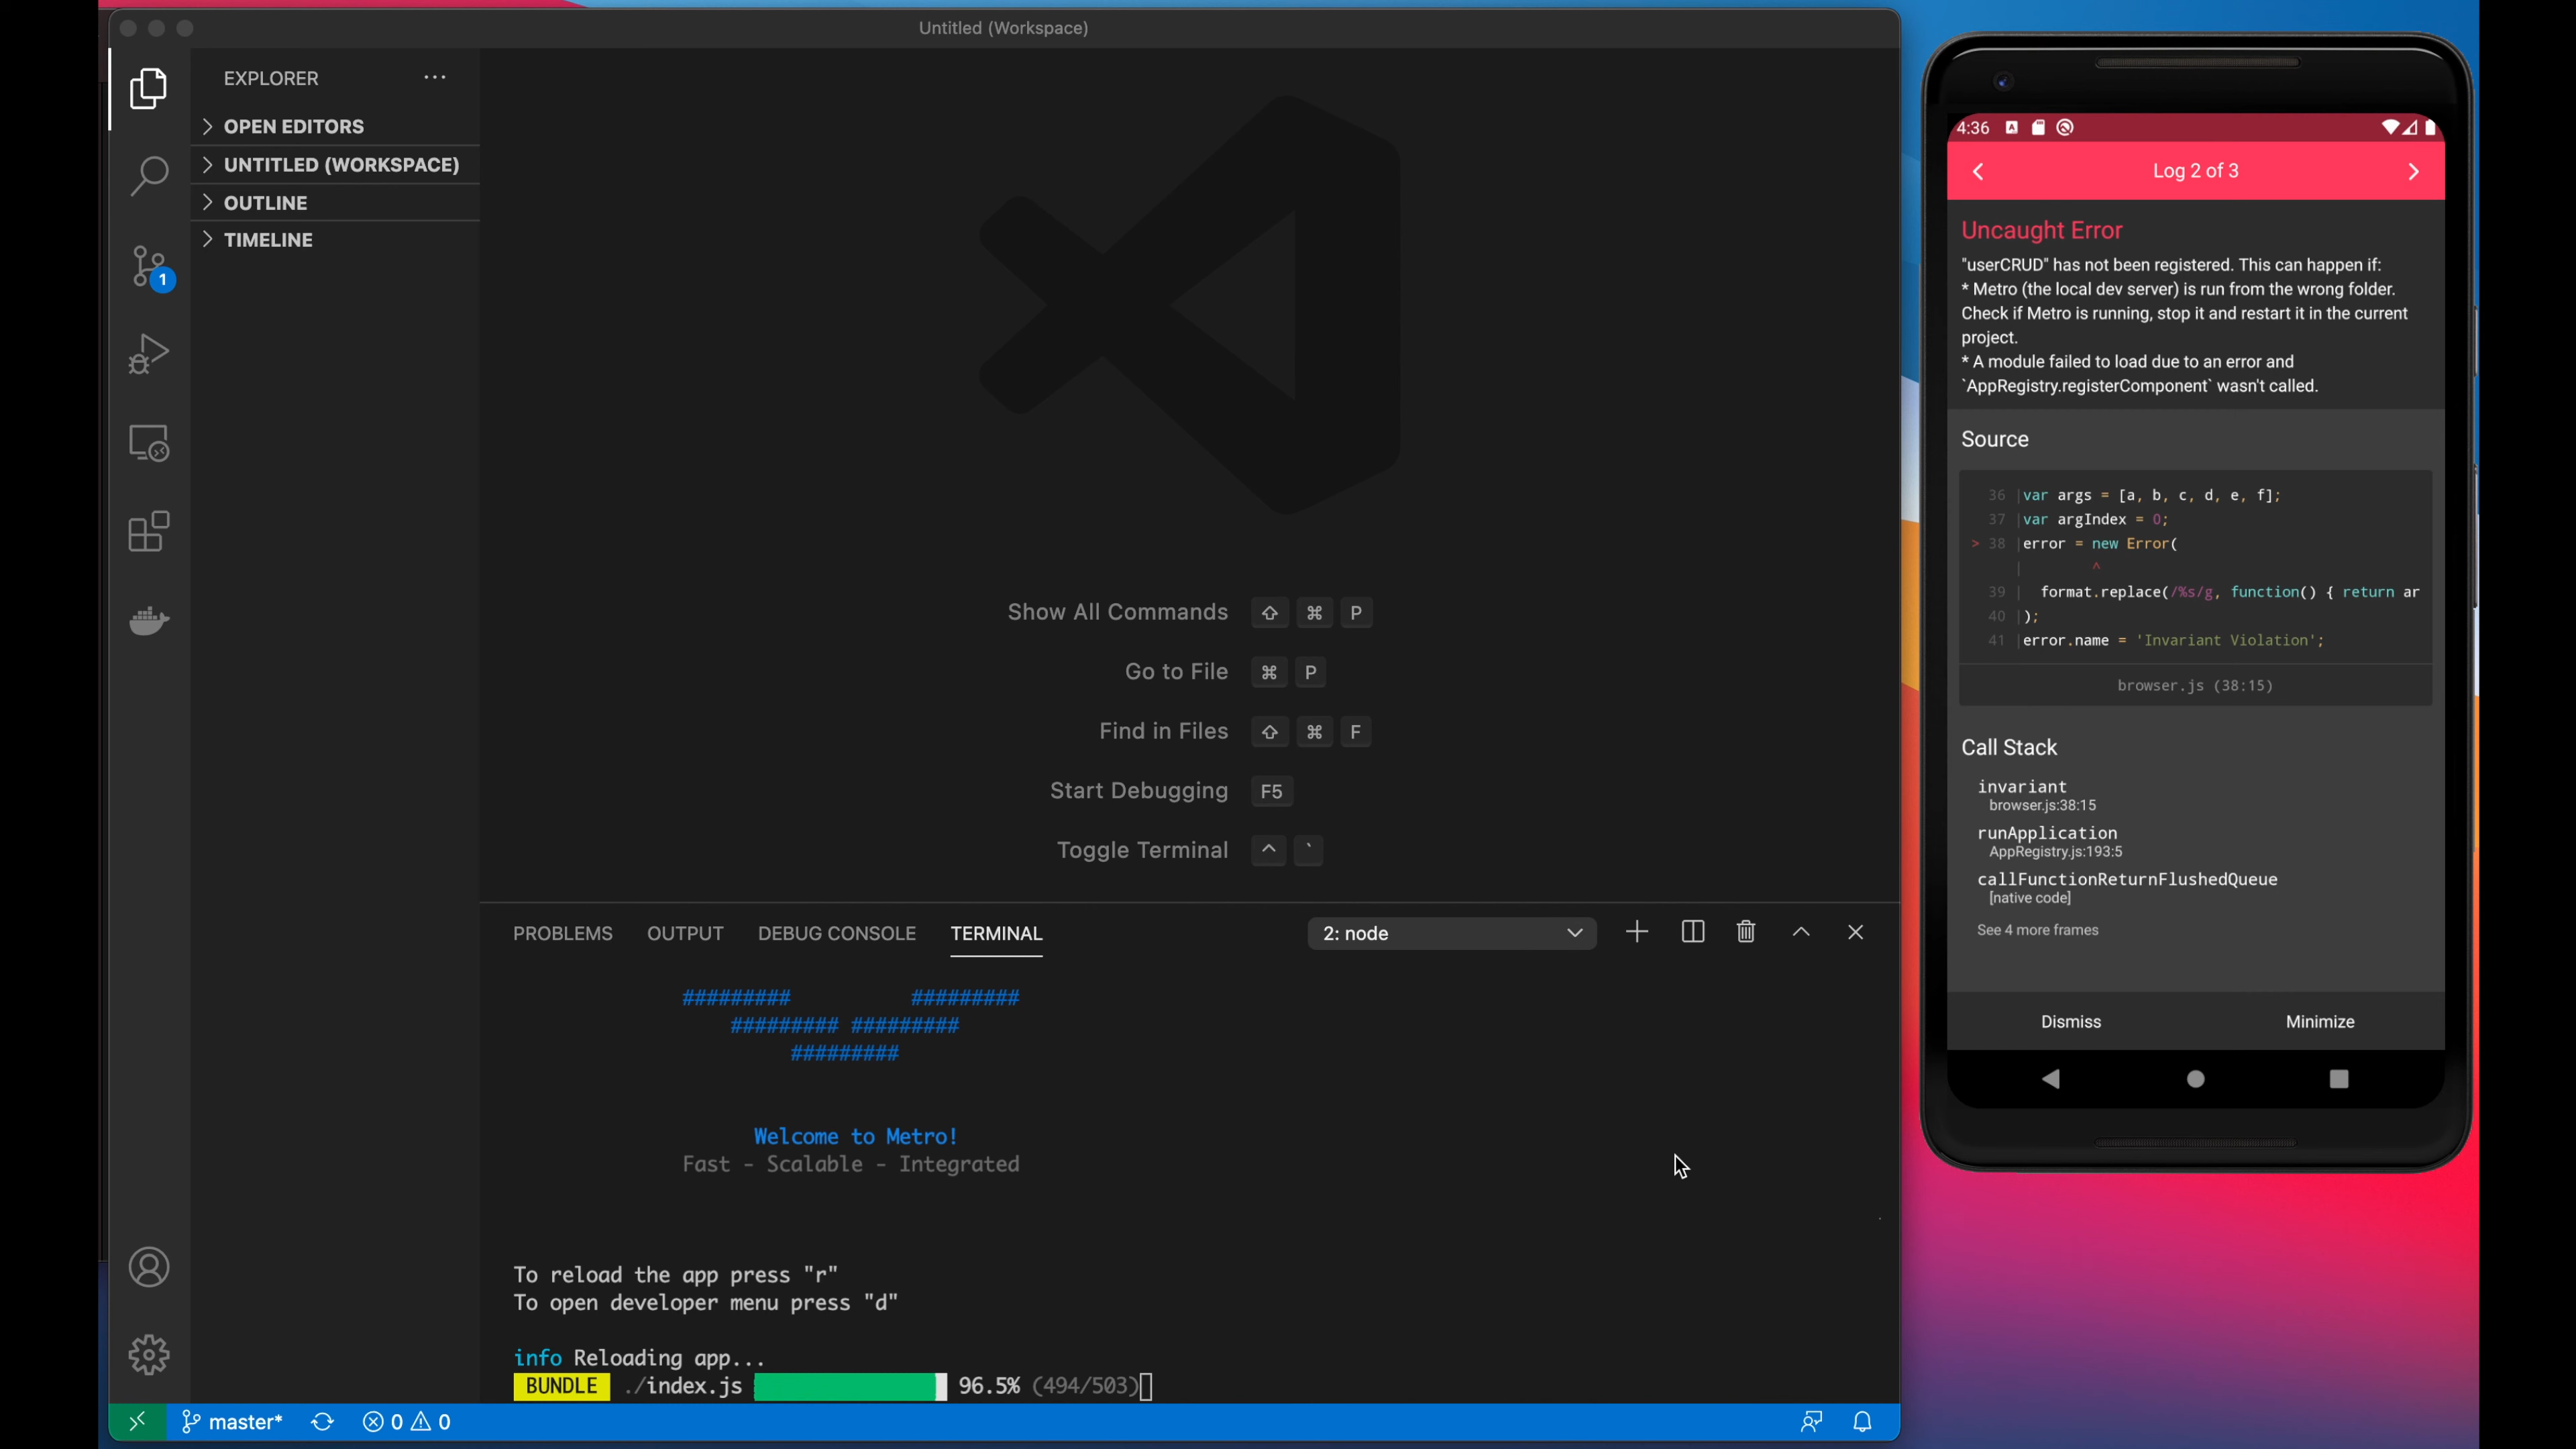 Untitled (Workspace)
EXPLORER
OPEN EDITORS
UNTITLED (WORKSPACE)
OUTLINE
TIMELINE
1
Show All Commands ⇧ ⌘ P
Go to File ⌘ P
Find in Files ⇧ ⌘ F
Start Debugging F5
Toggle Terminal ^ `
PROBLEMS OUTPUT DEBUG CONSOLE TERMINAL
2: node
######### #########
######### #########
#########
Welcome to Metro!
Fast - Scalable - Integrated
To reload the app press "r"
To open developer menu press "d"
info Reloading app...
BUNDLE ./index.js 96.5% (494/503)
master* 0 0
4:36
Log 2 of 3
Uncaught Error
"userCRUD" has not been registered. This can happen if:
* Metro (the local dev server) is run from the wrong folder.
Check if Metro is running, stop it and restart it in the current
project.
* A module failed to load due to an error and
`AppRegistry.registerComponent` wasn't called.
Source
36 |var args = [a, b, c, d, e, f];
37 |var argIndex = 0;
> 38 |error = new Error(
| ^
39 | format.replace(/%s/g, function() { return ar
40 |);
41 |error.name = 'Invariant Violation';
browser.js (38:15)
Call Stack
invariant
browser.js:38:15
runApplication
AppRegistry.js:193:5
callFunctionReturnFlushedQueue
[native code]
See 4 more frames
Dismiss Minimize